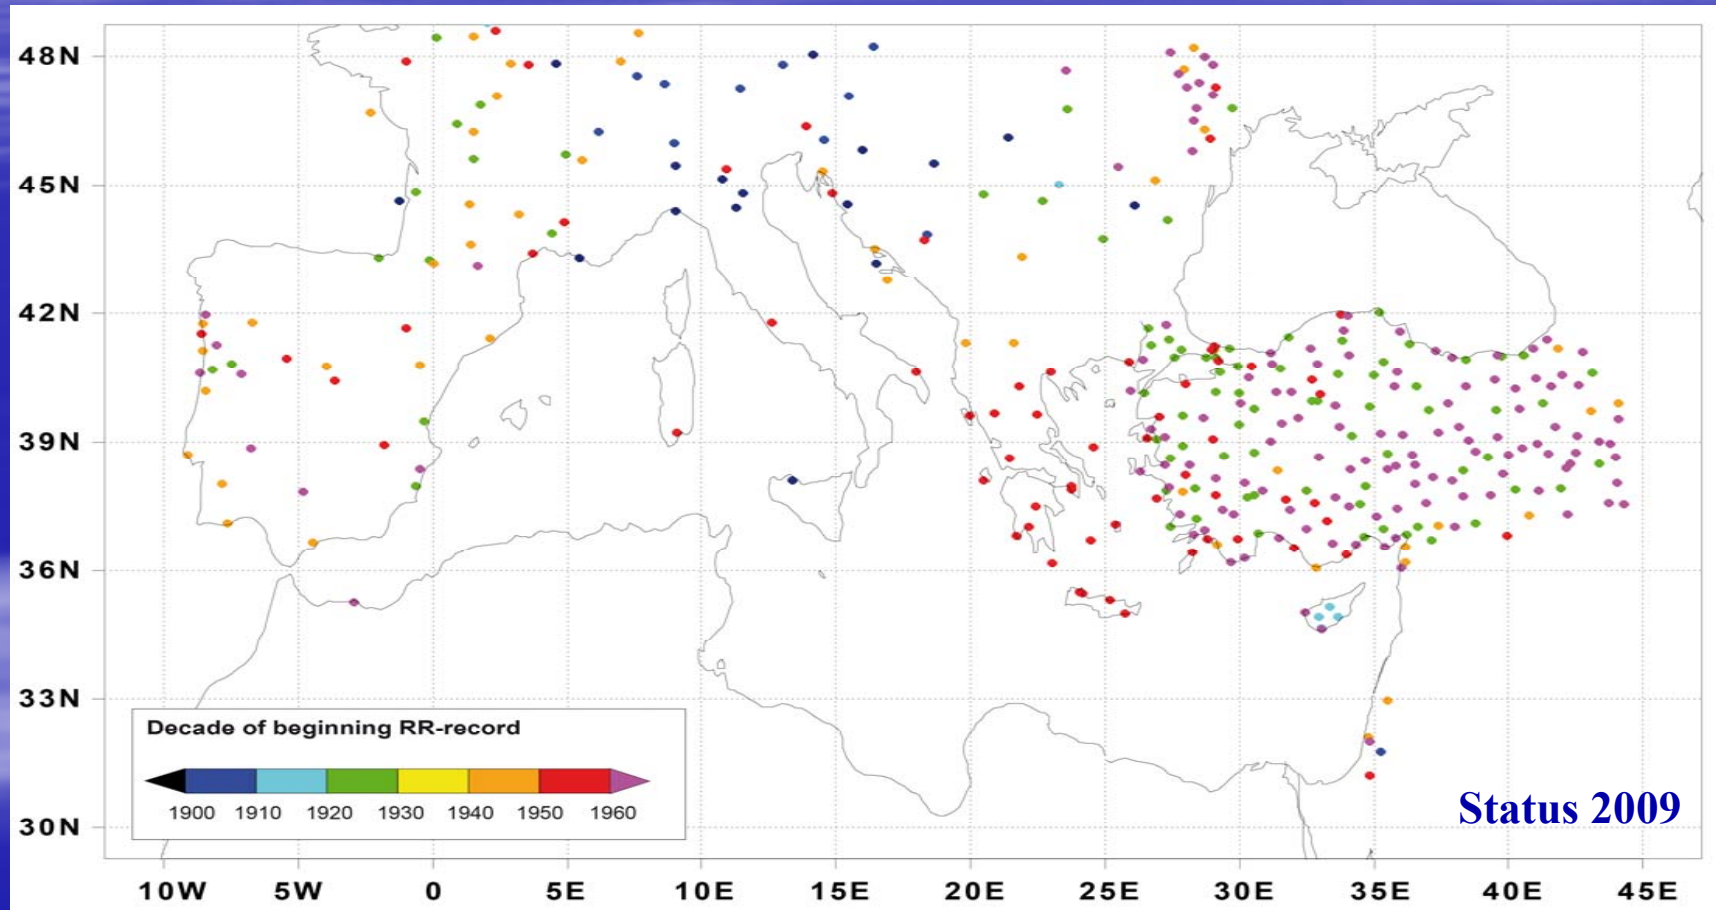 48N
45N
42N
39N
36N
33N
30N
Decade of beginning RR-record
1900 1910 1920 1930 1940 1950 1960
Status 2009
10W 5W 0 5E 10E 15E 20E 25E 30E 35E 40E 45E